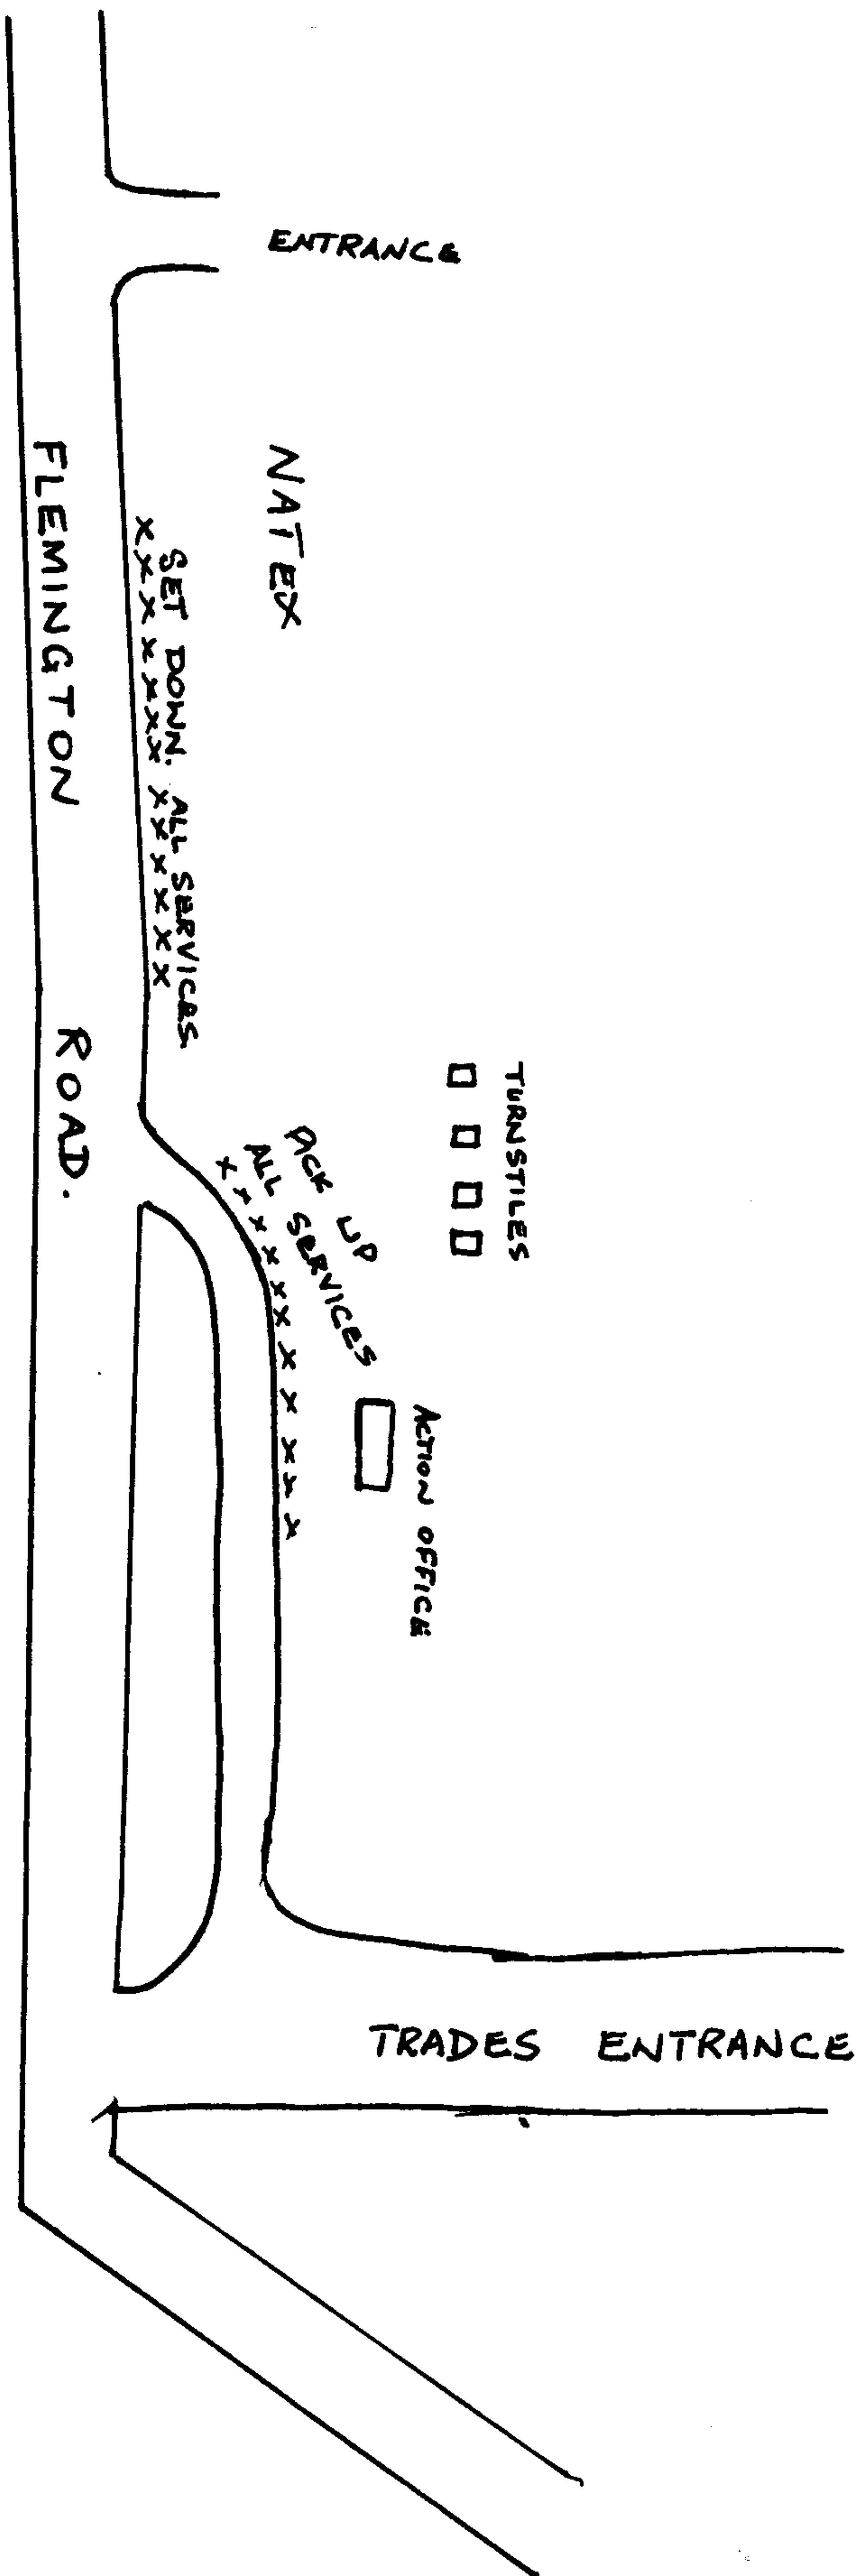 ENTRANCE
NATEX
SET DOWN. ALL SERVICES
x x x x x x x x x x x x x
FLEMINGTON ROAD.
TURNSTILES
PICK UP
ALL SERVICES
x x x x x x x x x x x
ACTION OFFICE
TRADES ENTRANCE